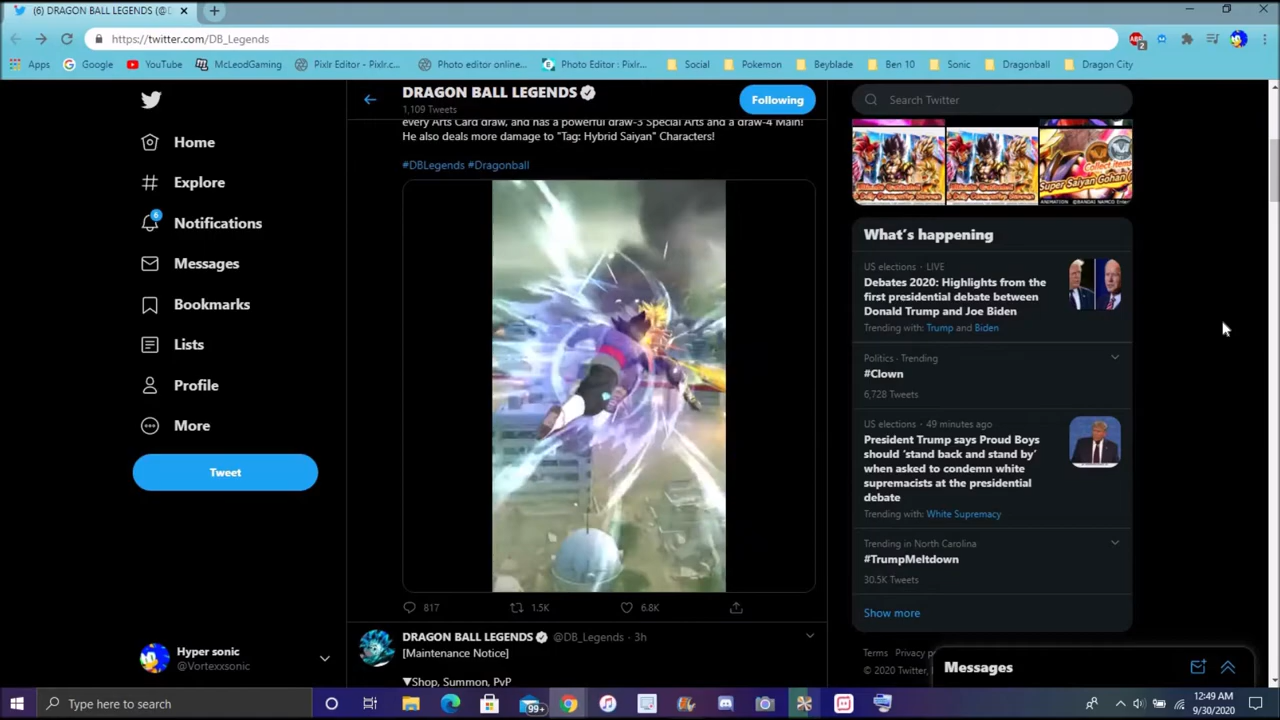 (6) DRAGON BALL LEGENDS (@D
https://twitter.com/DB_Legends
Apps
Google
YouTube
McLeodGaming
Pixlr Editor - Pixlr.c...
Photo editor online...
Photo Editor : Pixlr...
Social
Pokemon
Beyblade
Ben 10
Sonic
Dragonball
Dragon City
Home
Explore
6
Notifications
Messages
Bookmarks
Lists
Profile
More
Tweet
Hyper sonic
@Vortexxsonic
DRAGON BALL LEGENDS
1,109 Tweets
Following
every Arts Card draw, and has a powerful draw-3 Special Arts and a draw-4 Main!
He also deals more damage to "Tag: Hybrid Saiyan" Characters!
#DBLegends #Dragonball
817
1.5K
6.8K
DRAGON BALL LEGENDS @DB_Legends · 3h
[Maintenance Notice]
▼Shop, Summon, PvP
Search Twitter
Collect items
Super Saiyan Gohan
What's happening
US elections · LIVE
Debates 2020: Highlights from the
first presidential debate between
Donald Trump and Joe Biden
Trending with: Trump and Biden
Politics · Trending
#Clown
6,728 Tweets
US elections · 49 minutes ago
President Trump says Proud Boys
should 'stand back and stand by'
when asked to condemn white
supremacists at the presidential
debate
Trending with: White Supremacy
Trending in North Carolina
#TrumpMeltdown
30.5K Tweets
Show more
Terms Privacy
© 2020 Twitter,
Messages
Type here to search
99+
12:49 AM
9/30/2020